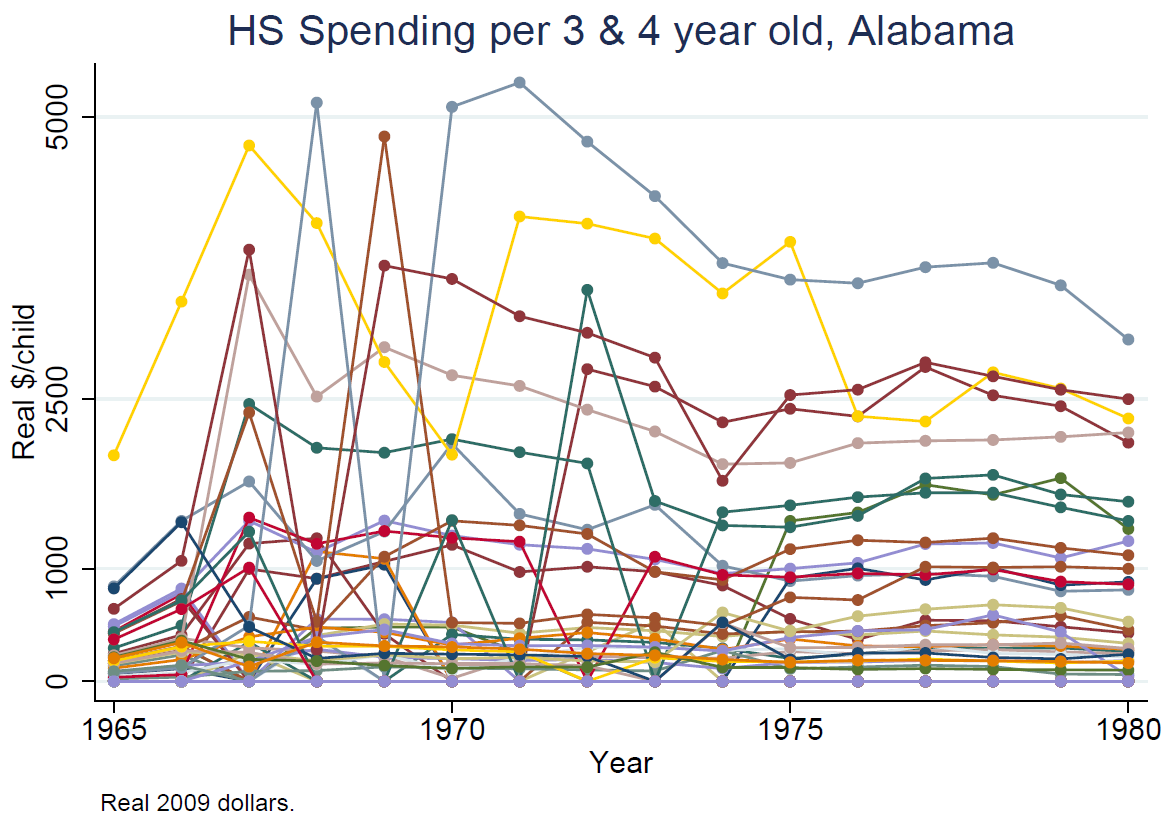 HS Spending per 3 & 4 year old, Alabama
5000
2500
1000
0
Real $/child
1965
1970
1975
1980
Year
Real 2009 dollars.